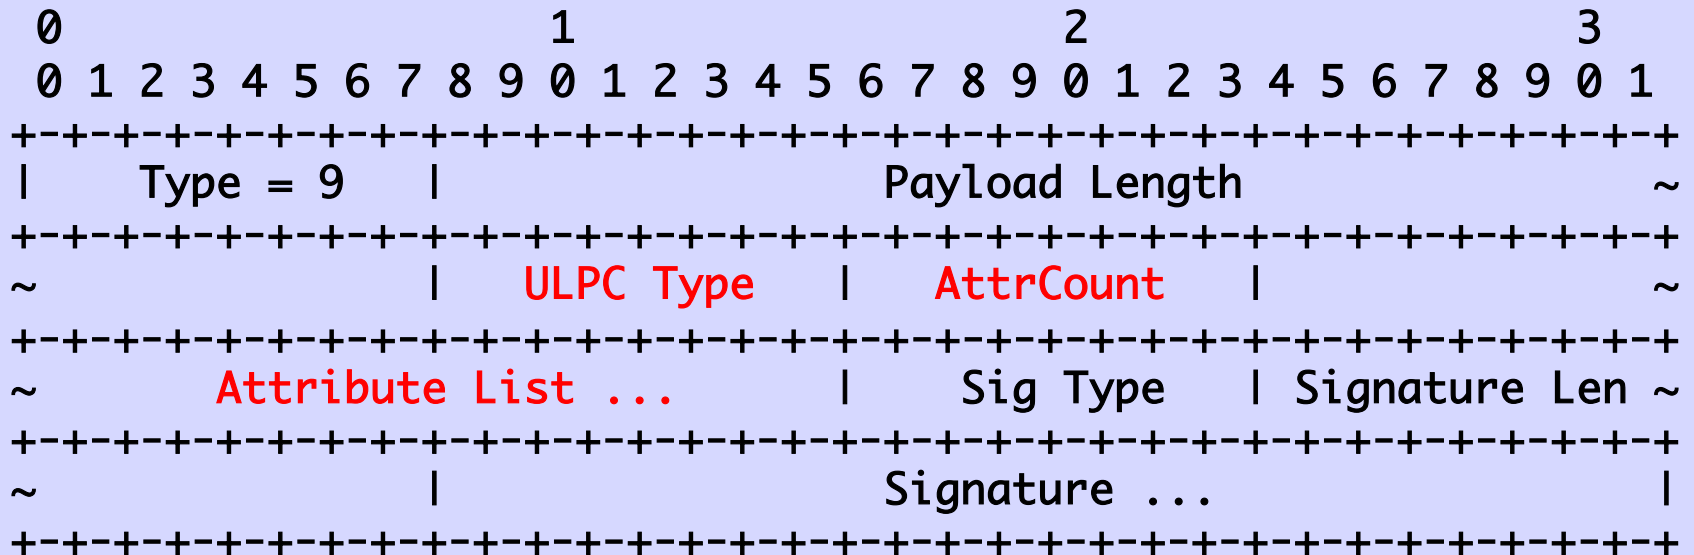 0                   1                   2                   3
 0 1 2 3 4 5 6 7 8 9 0 1 2 3 4 5 6 7 8 9 0 1 2 3 4 5 6 7 8 9 0 1
+-+-+-+-+-+-+-+-+-+-+-+-+-+-+-+-+-+-+-+-+-+-+-+-+-+-+-+-+-+-+-+-+
|    Type = 9   |                 Payload Length                ~
+-+-+-+-+-+-+-+-+-+-+-+-+-+-+-+-+-+-+-+-+-+-+-+-+-+-+-+-+-+-+-+-+
~               |   ULPC Type   |   AttrCount   |               ~
+-+-+-+-+-+-+-+-+-+-+-+-+-+-+-+-+-+-+-+-+-+-+-+-+-+-+-+-+-+-+-+-+
~       Attribute List ...      |    Sig Type   | Signature Len ~
+-+-+-+-+-+-+-+-+-+-+-+-+-+-+-+-+-+-+-+-+-+-+-+-+-+-+-+-+-+-+-+-+
~               |                 Signature ...                 |
+-+-+-+-+-+-+-+-+-+-+-+-+-+-+-+-+-+-+-+-+-+-+-+-+-+-+-+-+-+-+-+-+